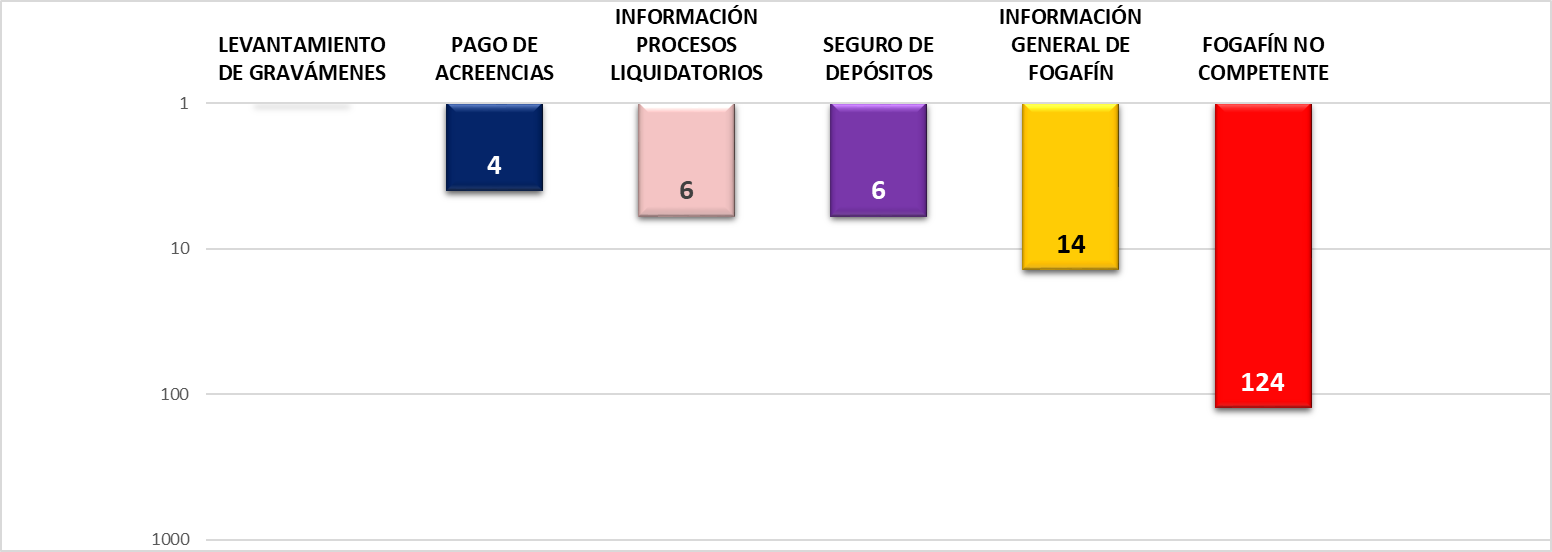 LEVANTAMIENTO
DE GRAVÁMENES
PAGO DE
ACREENCIAS
INFORMACIÓN
PROCESOS
LIQUIDATORIOS
SEGURO DE
DEPÓSITOS
INFORMACIÓN
GENERAL DE
FOGAFÍN
FOGAFÍN NO
COMPETENTE
1
4
6
6
10
14
100
124
1000